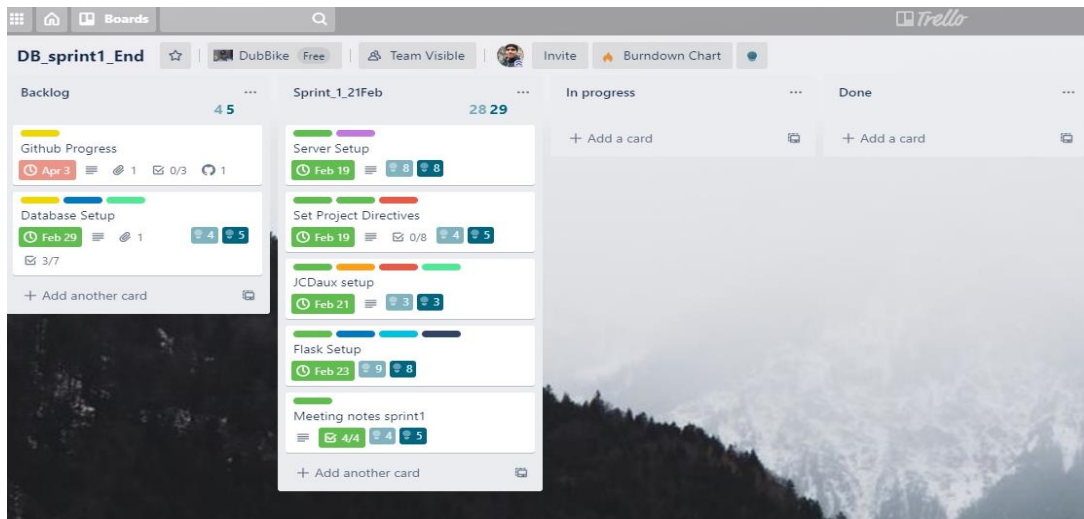 Boards
Trello
DB_sprint1_End
DubBike Free
Team Visible
Invite
Burndown Chart
Backlog
4 5
Github Progress
Apr 3 1 0/3 1
Database Setup
Feb 29 1 4 5
3/7
+ Add another card
Sprint_1_21Feb
28 29
Server Setup
Feb 19 8 8
Set Project Directives
Feb 19 0/8 4 5
JCDaux setup
Feb 21 3 3
Flask Setup
Feb 23 9 8
Meeting notes sprint1
4/4 4 5
+ Add another card
In progress
+ Add a card
Done
+ Add a card